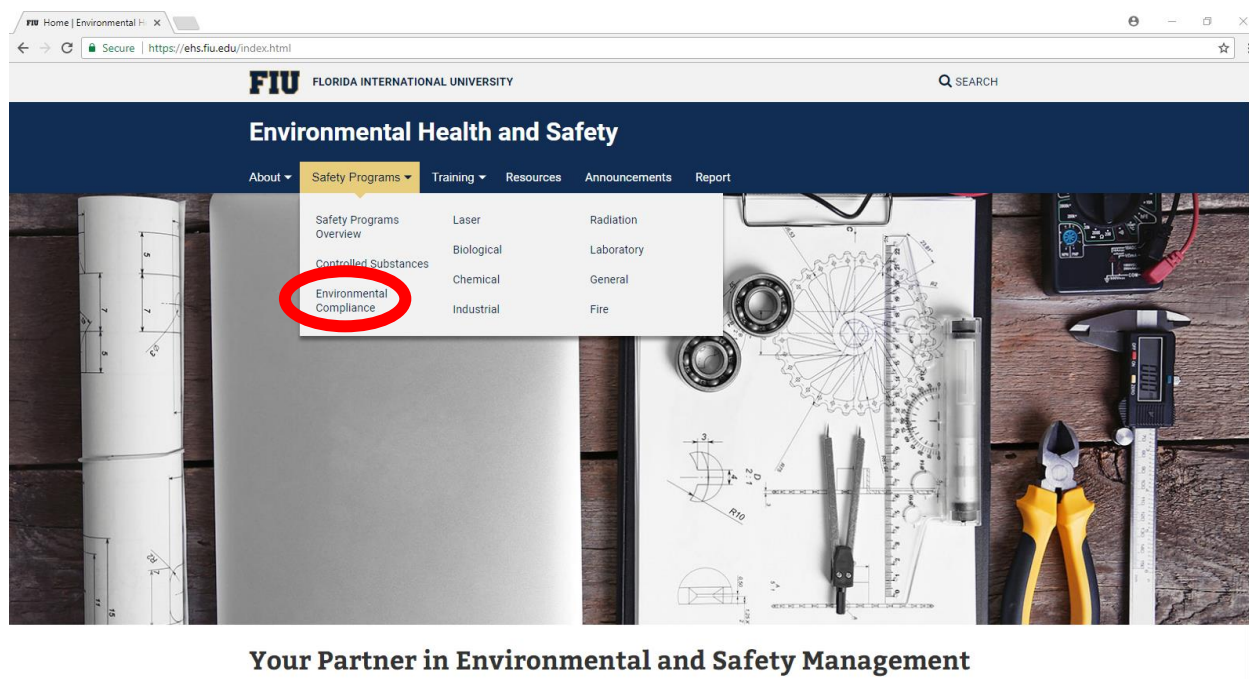 FIU Home | Environmental H
Secure | https://ehs.fiu.edu/index.html
FIU FLORIDA INTERNATIONAL UNIVERSITY
SEARCH
Environmental Health and Safety
About Safety Programs Training Resources Announcements Report
Safety Programs
Overview
Controlled Substances
Environmental
Compliance
Laser
Biological
Chemical
Industrial
Radiation
Laboratory
General
Fire
Your Partner in Environmental and Safety Management